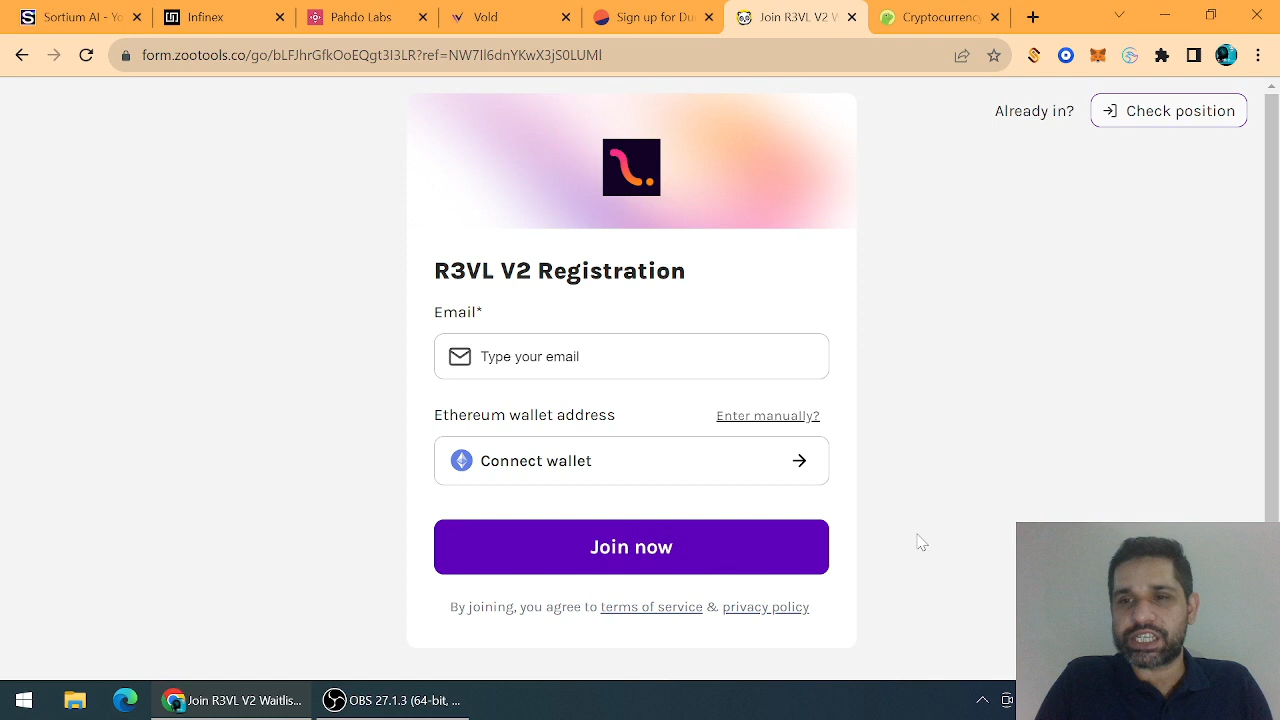 Sortium AI - Yo
Infinex
Pahdo Labs
Vold
Sign up for Du
Join R3VL V2 W
Cryptocurrency
form.zootools.co/go/bLFJhrGfkOoEQgt3I3LR?ref=NW7Il6dnYKwX3jS0LUMI
Already in?
Check position
R3VL V2 Registration
Email*
Type your email
Ethereum wallet address
Enter manually?
Connect wallet
Join now
By joining, you agree to terms of service & privacy policy
Join R3VL V2 Waitlis...
OBS 27.1.3 (64-bit, ...